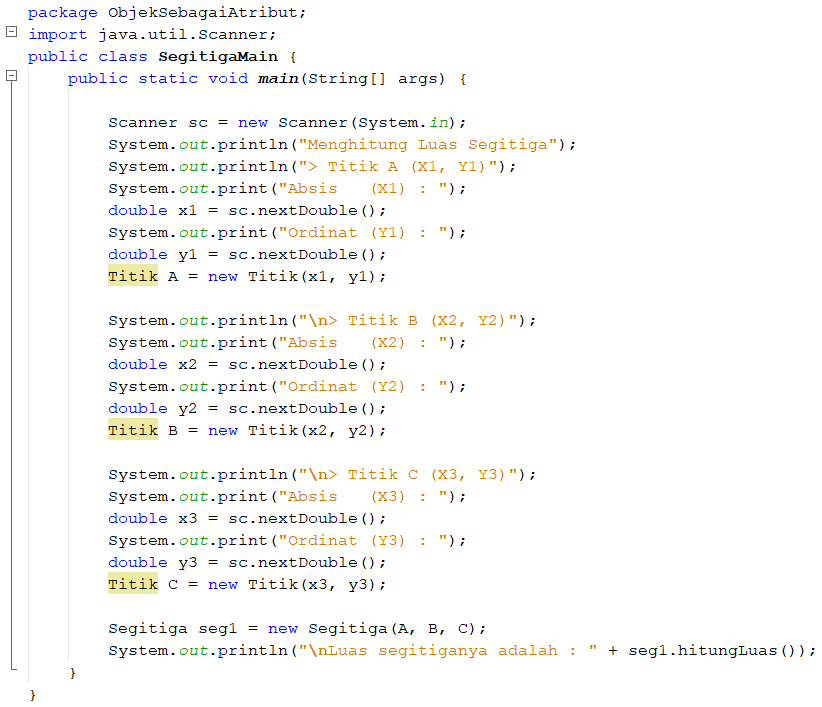 package ObjekSebagaiAtribut;
import java.util.Scanner;
public class SegitigaMain {
    public static void main(String[] args) {

        Scanner sc = new Scanner(System.in);
        System.out.println("Menghitung Luas Segitiga");
        System.out.println("> Titik A (X1, Y1)");
        System.out.print("Absis   (X1) : ");
        double x1 = sc.nextDouble();
        System.out.print("Ordinat (Y1) : ");
        double y1 = sc.nextDouble();
        Titik A = new Titik(x1, y1);

        System.out.println("\n> Titik B (X2, Y2)");
        System.out.print("Absis   (X2) : ");
        double x2 = sc.nextDouble();
        System.out.print("Ordinat (Y2) : ");
        double y2 = sc.nextDouble();
        Titik B = new Titik(x2, y2);

        System.out.println("\n> Titik C (X3, Y3)");
        System.out.print("Absis   (X3) : ");
        double x3 = sc.nextDouble();
        System.out.print("Ordinat (Y3) : ");
        double y3 = sc.nextDouble();
        Titik C = new Titik(x3, y3);

        Segitiga seg1 = new Segitiga(A, B, C);
        System.out.println("\nLuas segitiganya adalah : " + seg1.hitungLuas());
    }
}